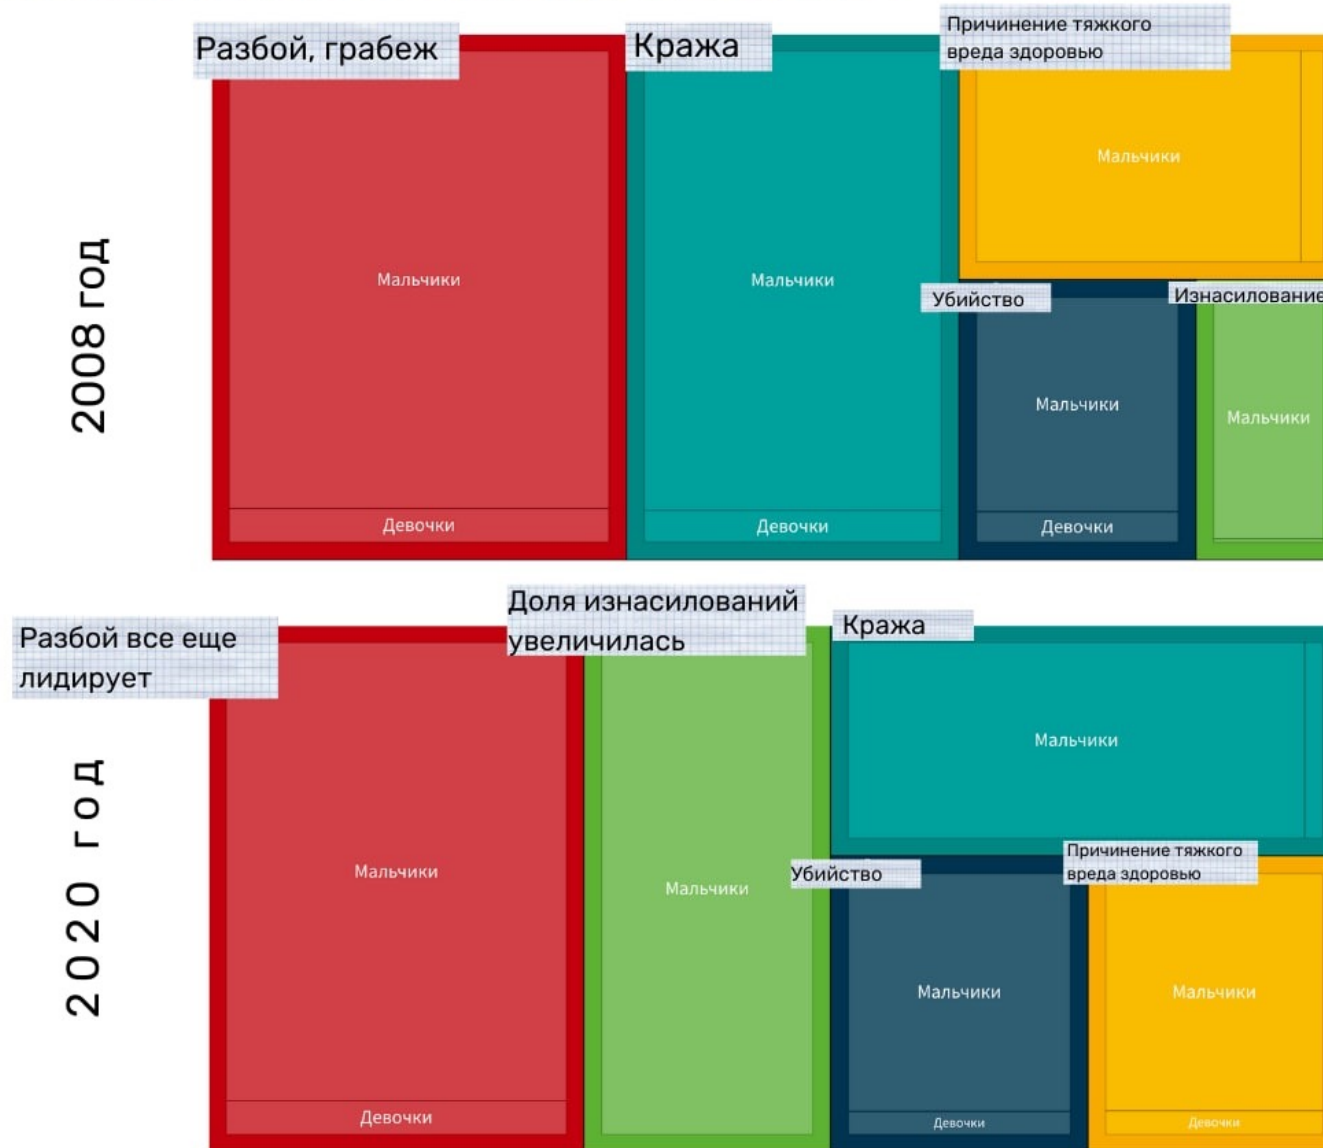 Разбой, грабеж
Кража
Причинение тяжкого
вреда здоровью
2008 год
Мальчики
Мальчики
Мальчики
Убийство
Изнасилование
Мальчики
Мальчики
Девочки
Девочки
Девочки
Разбой все еще
лидирует
Доля изнасилований
увеличилась
Кража
2020 год
Мальчики
Мальчики
Мальчики
Убийство
Причинение тяжкого
вреда здоровью
Мальчики
Мальчики
Девочки
Девочки
Девочки